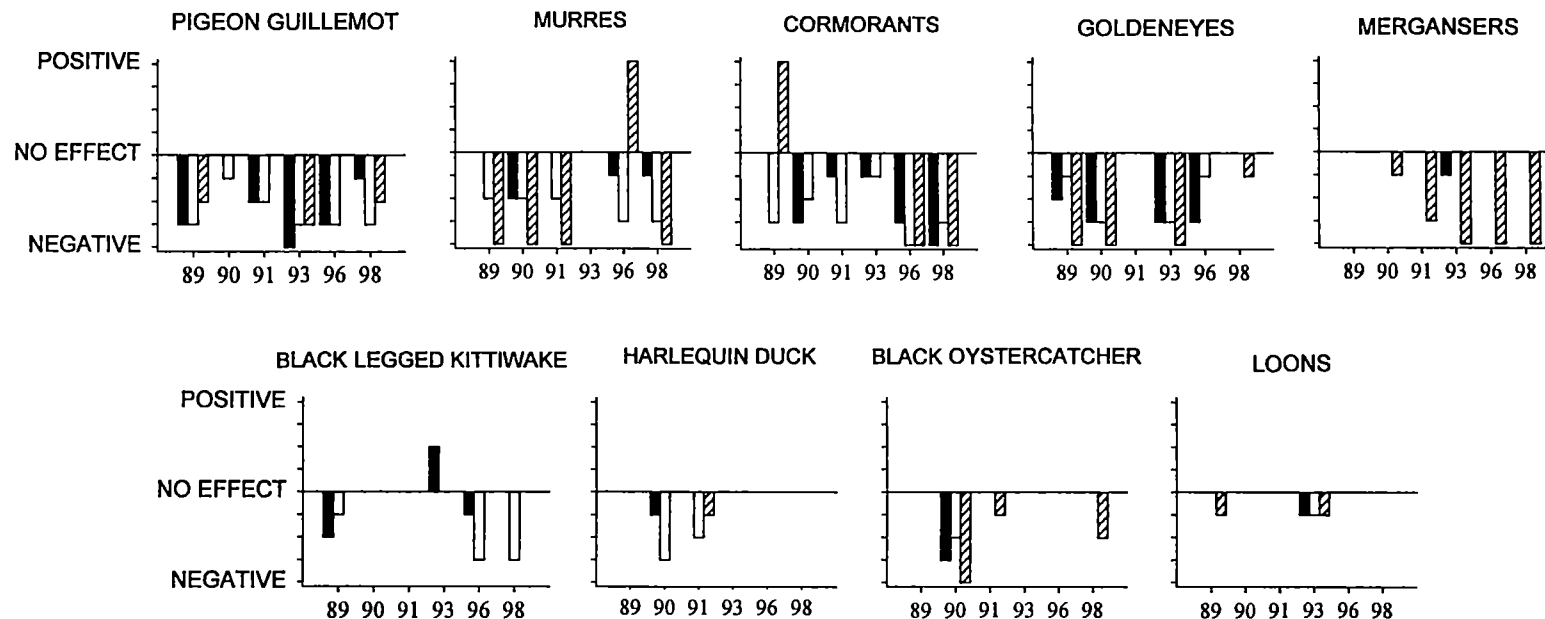 PIGEON GUILLEMOT
MURRES
CORMORANTS
GOLDENEYES
MERGANSERS
POSITIVE
NO EFFECT
NEGATIVE
89 90 91 93 96 98
89 90 91 93 96 98
89 90 91 93 96 98
89 90 91 93 96 98
89 90 91 93 96 98
BLACK LEGGED KITTIWAKE
HARLEQUIN DUCK
BLACK OYSTERCATCHER
LOONS
POSITIVE
NO EFFECT
NEGATIVE
89 90 91 93 96 98
89 90 91 93 96 98
89 90 91 93 96 98
89 90 91 93 96 98